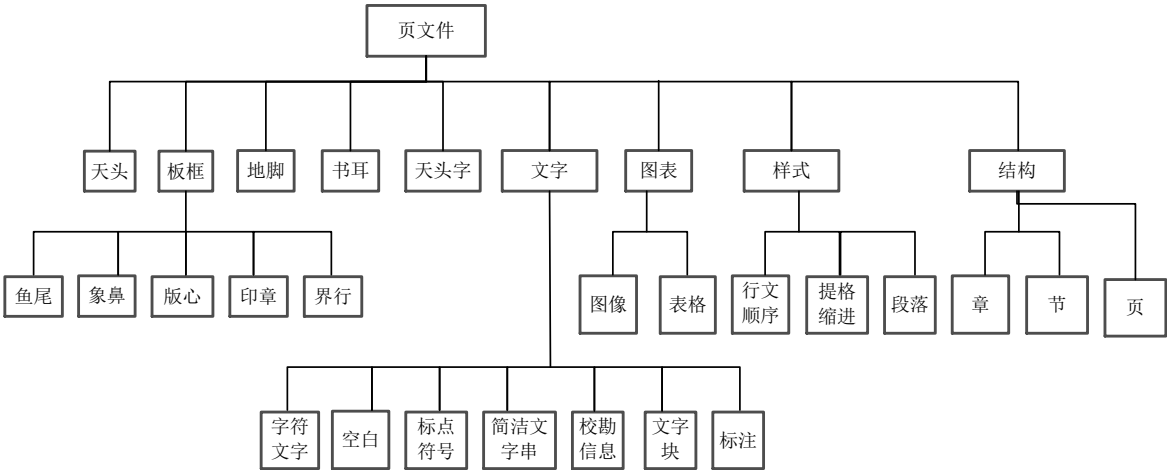 页文件
天头
板框
地脚
书耳
天头字
文字
图表
样式
结构
鱼尾
象鼻
版心
印章
界行
图像
表格
行文
顺序
提格
缩进
段落
章
节
页
字符
文字
空白
标点
符号
简洁文
字串
校勘
信息
文字
块
标注